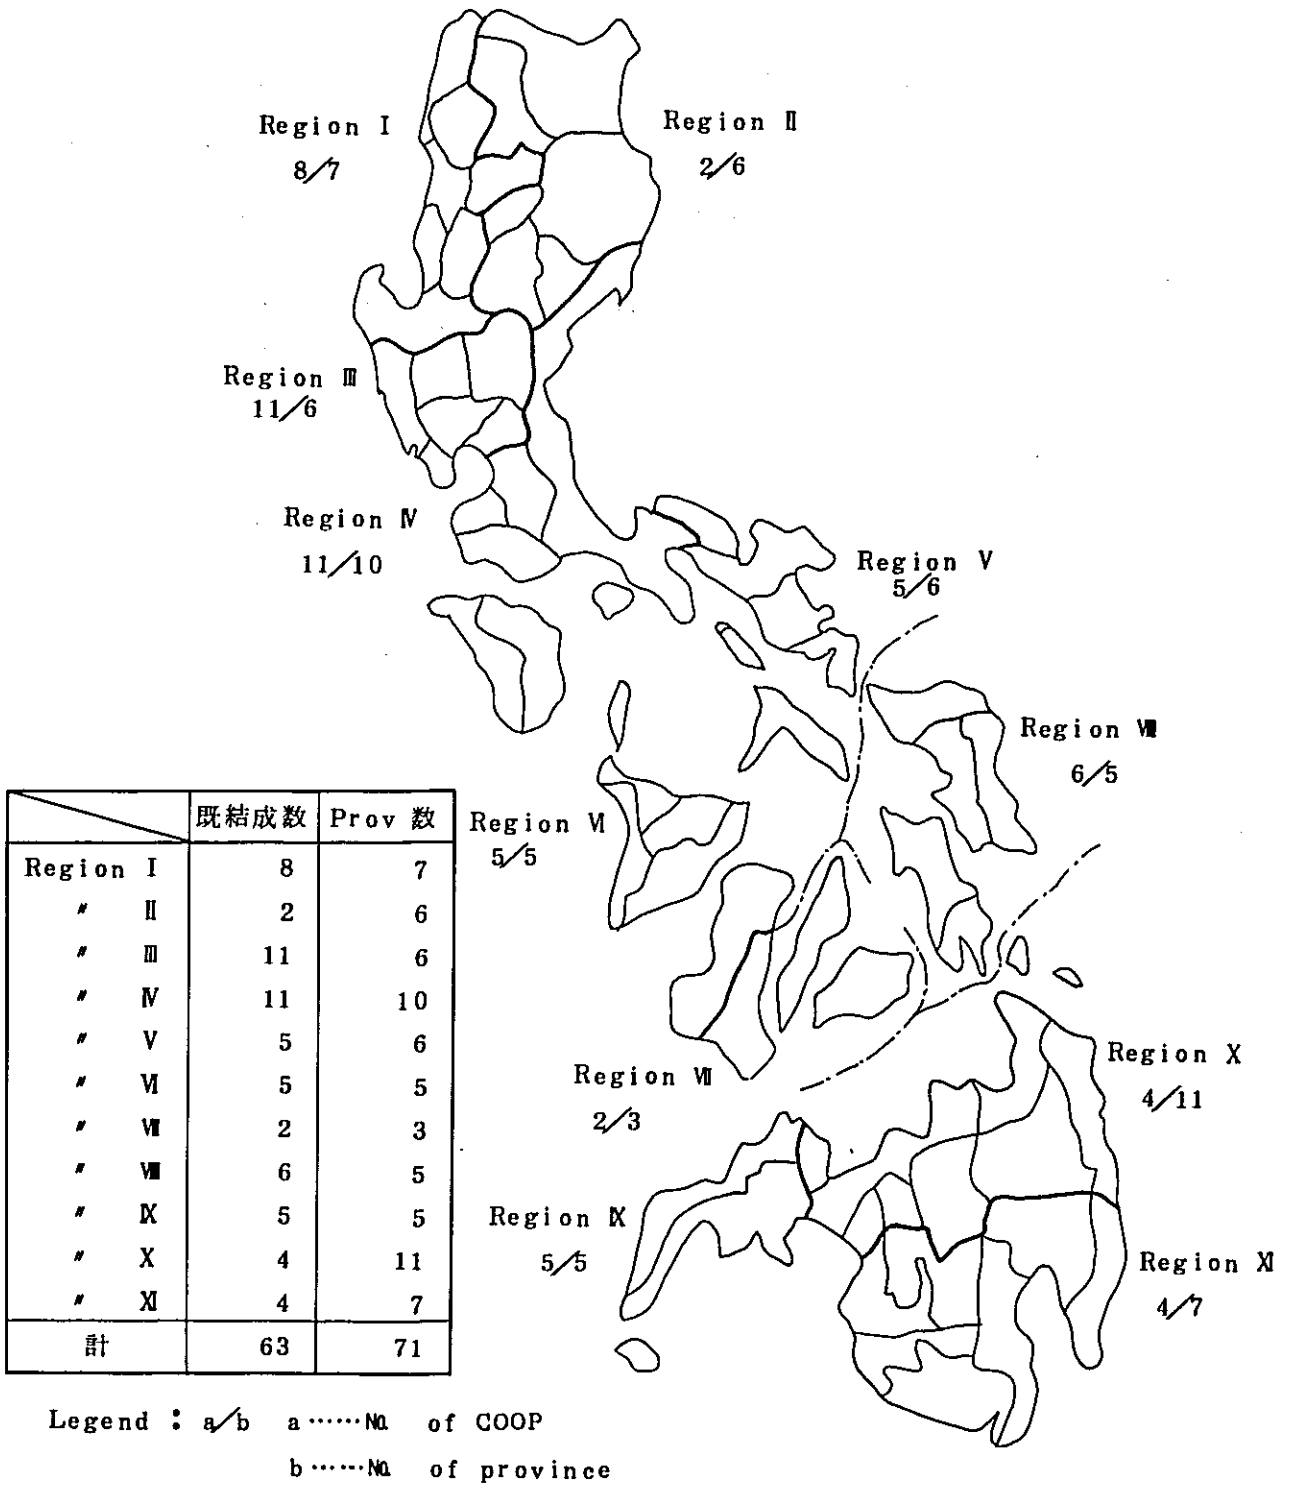 Region Ⅰ
8/7
Region Ⅱ
2/6
Region Ⅲ
11/6
Region Ⅳ
11/10
Region Ⅴ
5/6
Region Ⅷ
6/5
Region Ⅵ
5/5
Region Ⅶ
2/3
Region Ⅹ
4/11
Region Ⅸ
5/5
Region Ⅺ
4/7
既結成数 Prov 数
Region Ⅰ 8 7
〃 Ⅱ 2 6
〃 Ⅲ 11 6
〃 Ⅳ 11 10
〃 Ⅴ 5 6
〃 Ⅵ 5 5
〃 Ⅶ 2 3
〃 Ⅷ 6 5
〃 Ⅸ 5 5
〃 Ⅹ 4 11
〃 Ⅺ 4 7
計 63 71
Legend : a/b a……№ of COOP
b……№ of province